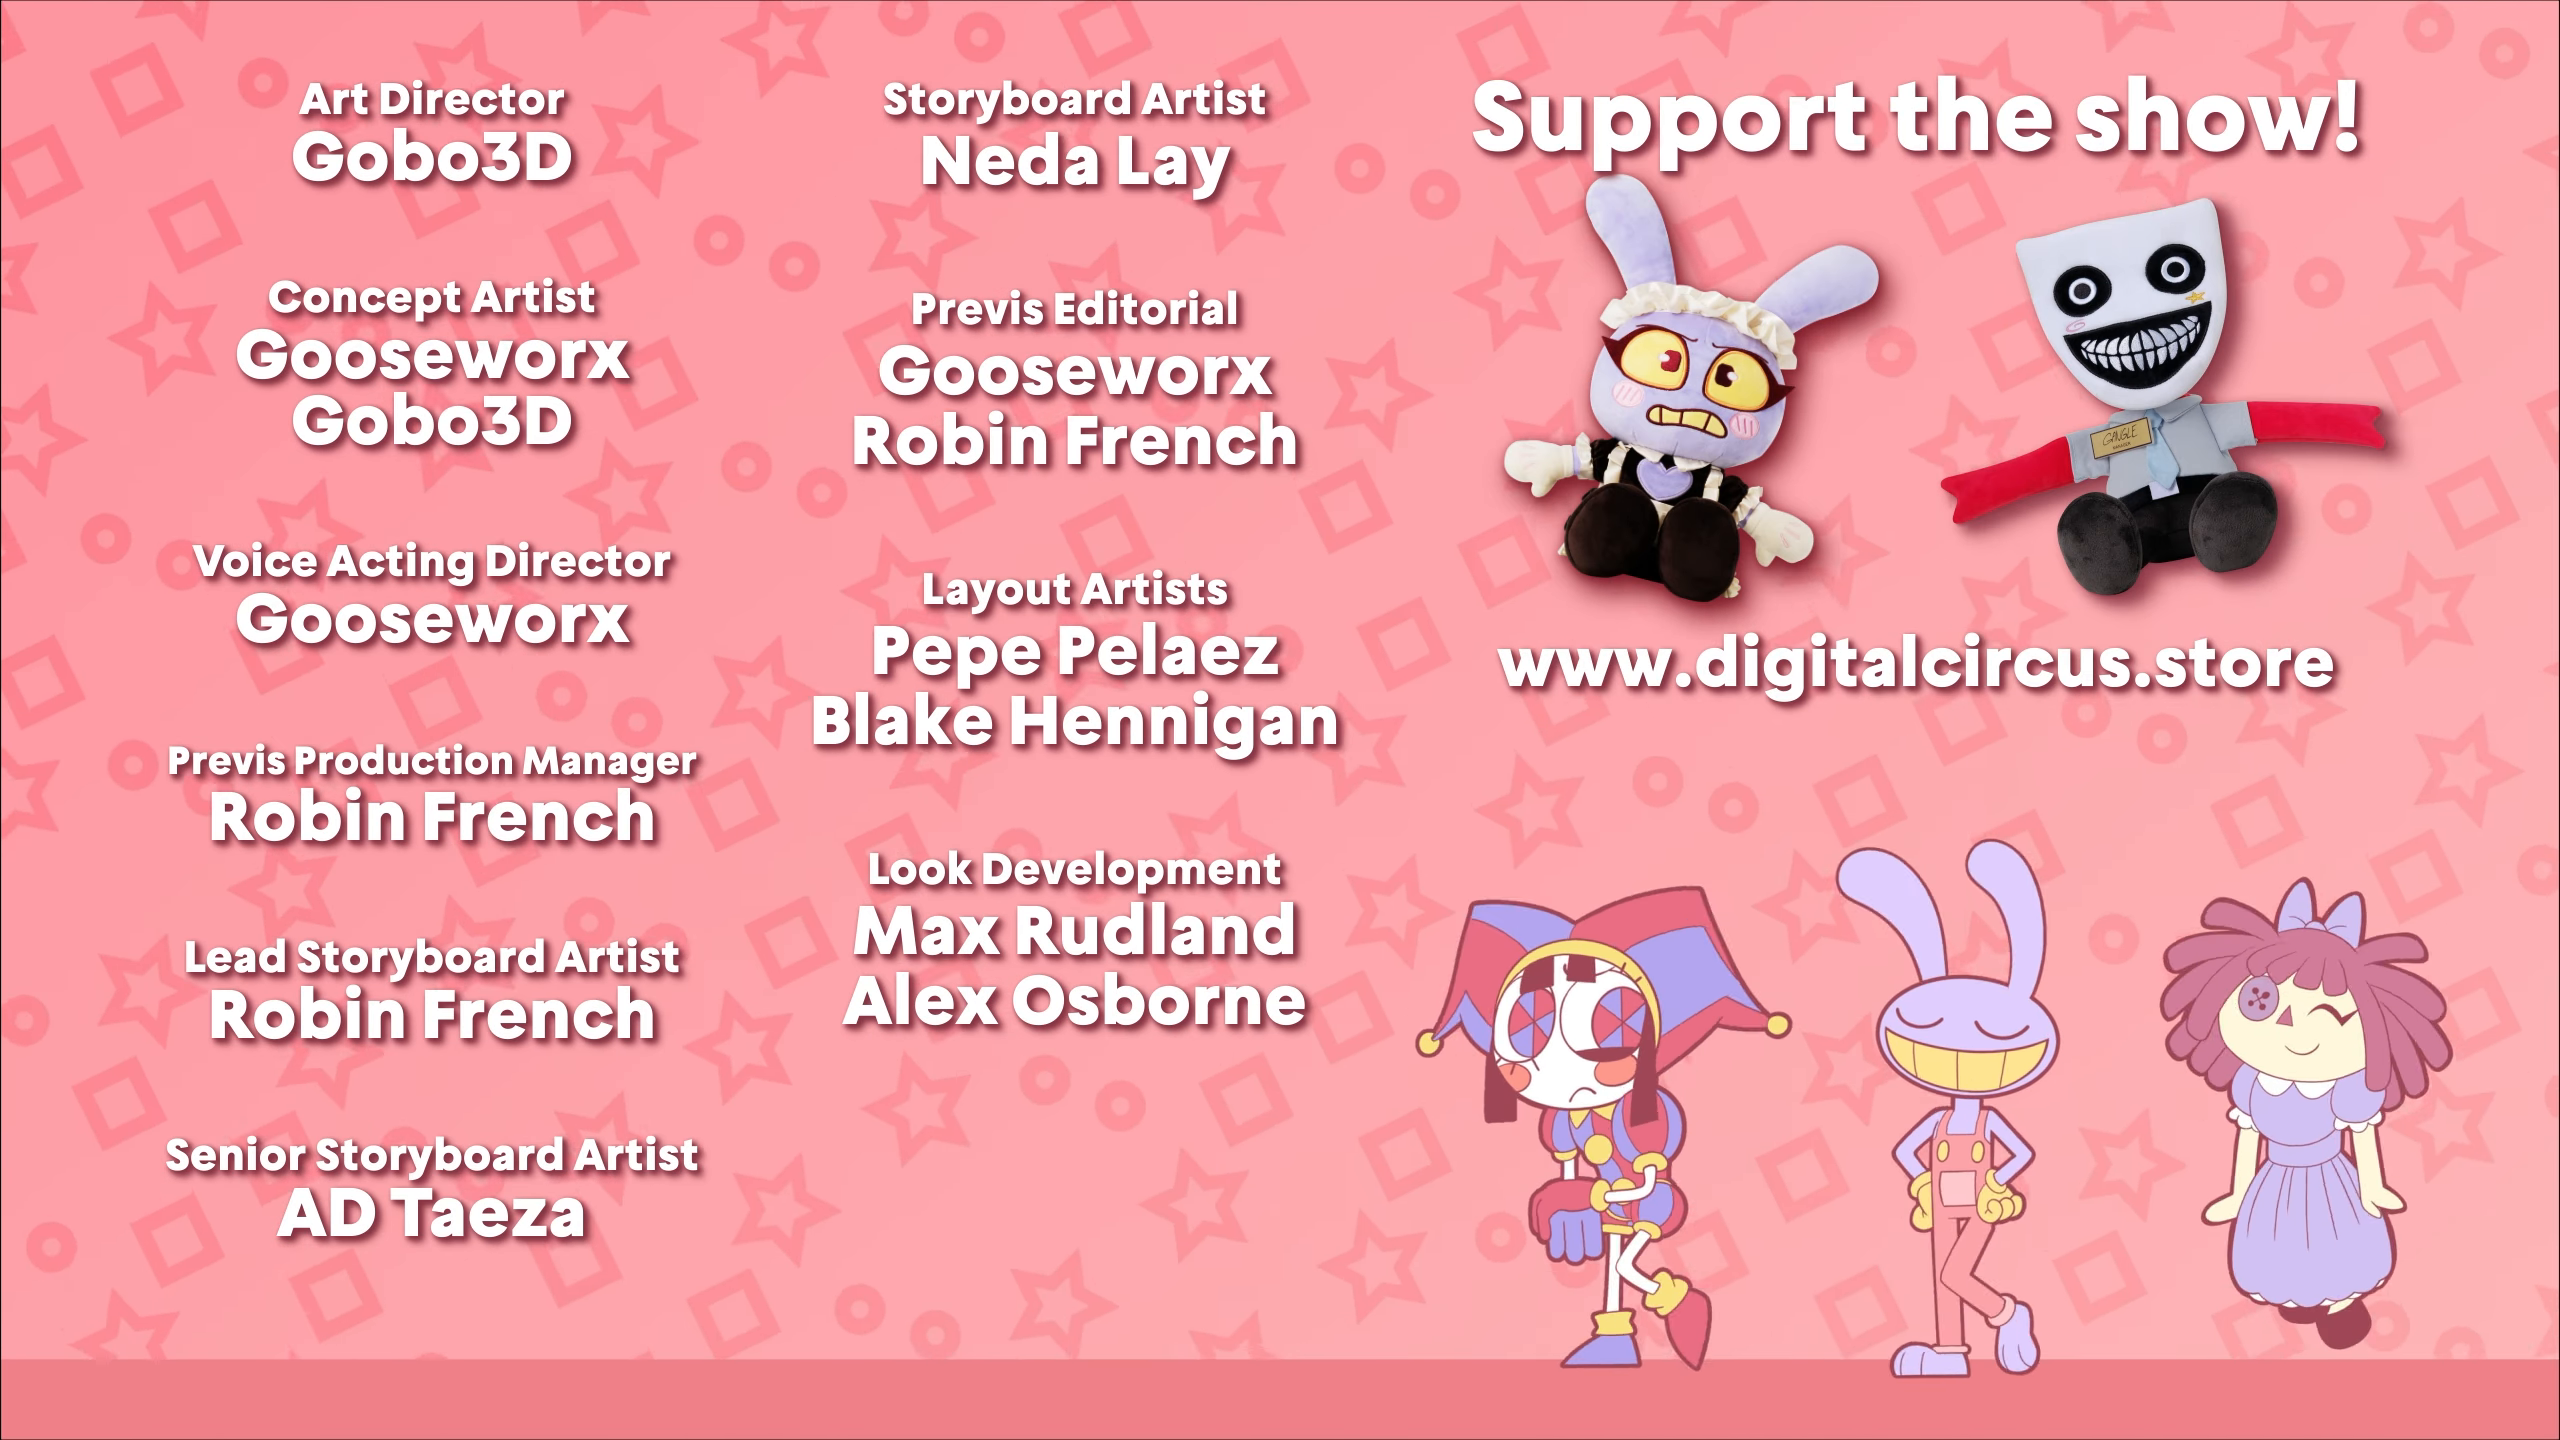 Art Director
Gobo3D
Concept Artist
Gooseworx
Gobo3D
Voice Acting Director
Gooseworx
Previs Production Manager
Robin French
Lead Storyboard Artist
Robin French
Senior Storyboard Artist
AD Taeza
Storyboard Artist
Neda Lay
Previs Editorial
Gooseworx
Robin French
Layout Artists
Pepe Pelaez
Blake Hennigan
Look Development
Max Rudland
Alex Osborne
Support the show!
GANGLE
MANAGER
www.digitalcircus.store